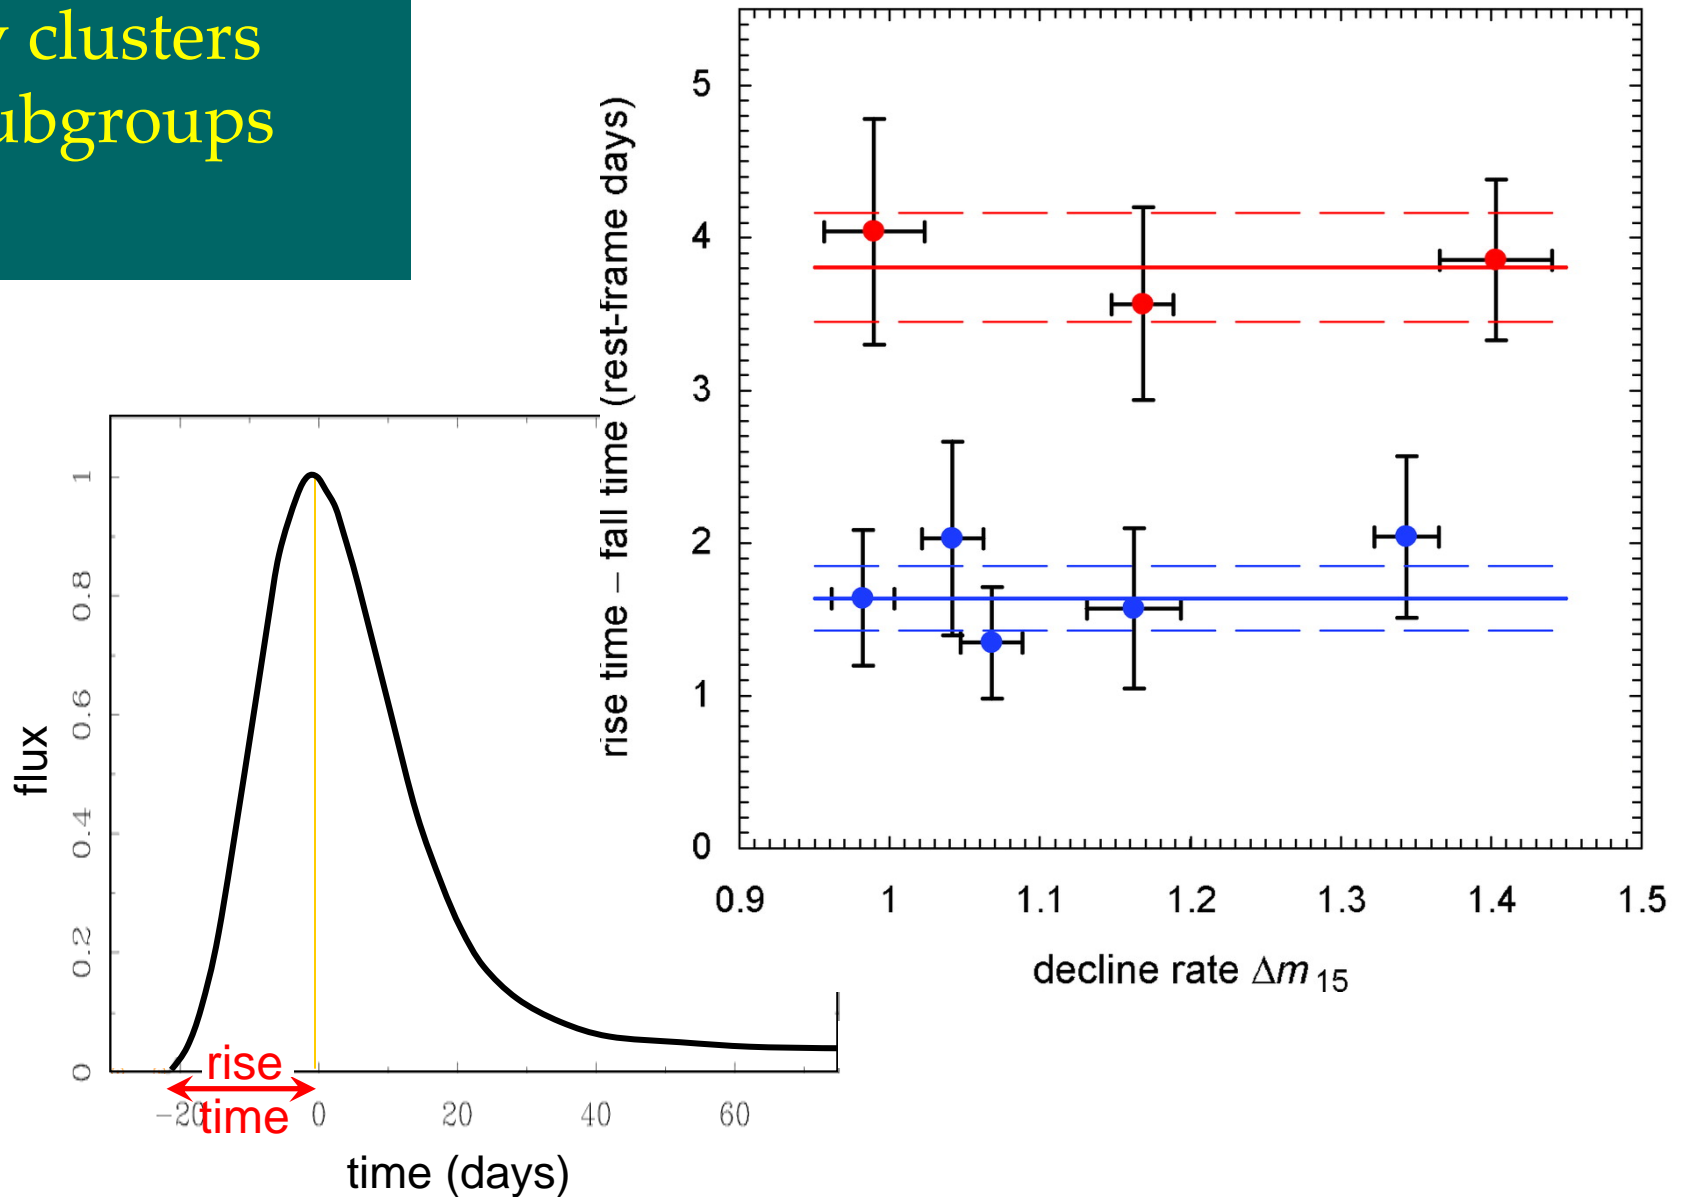 clusters
5
4
3
2
1
0
rise time – fall time (rest-frame days)
0.9 1 1.1 1.2 1.3 1.4 1.5
decline rate Δm 15
1
0.8
0.6
0.4
0.2
0
flux
rise
time
−20 0 20 40 60
time (days)